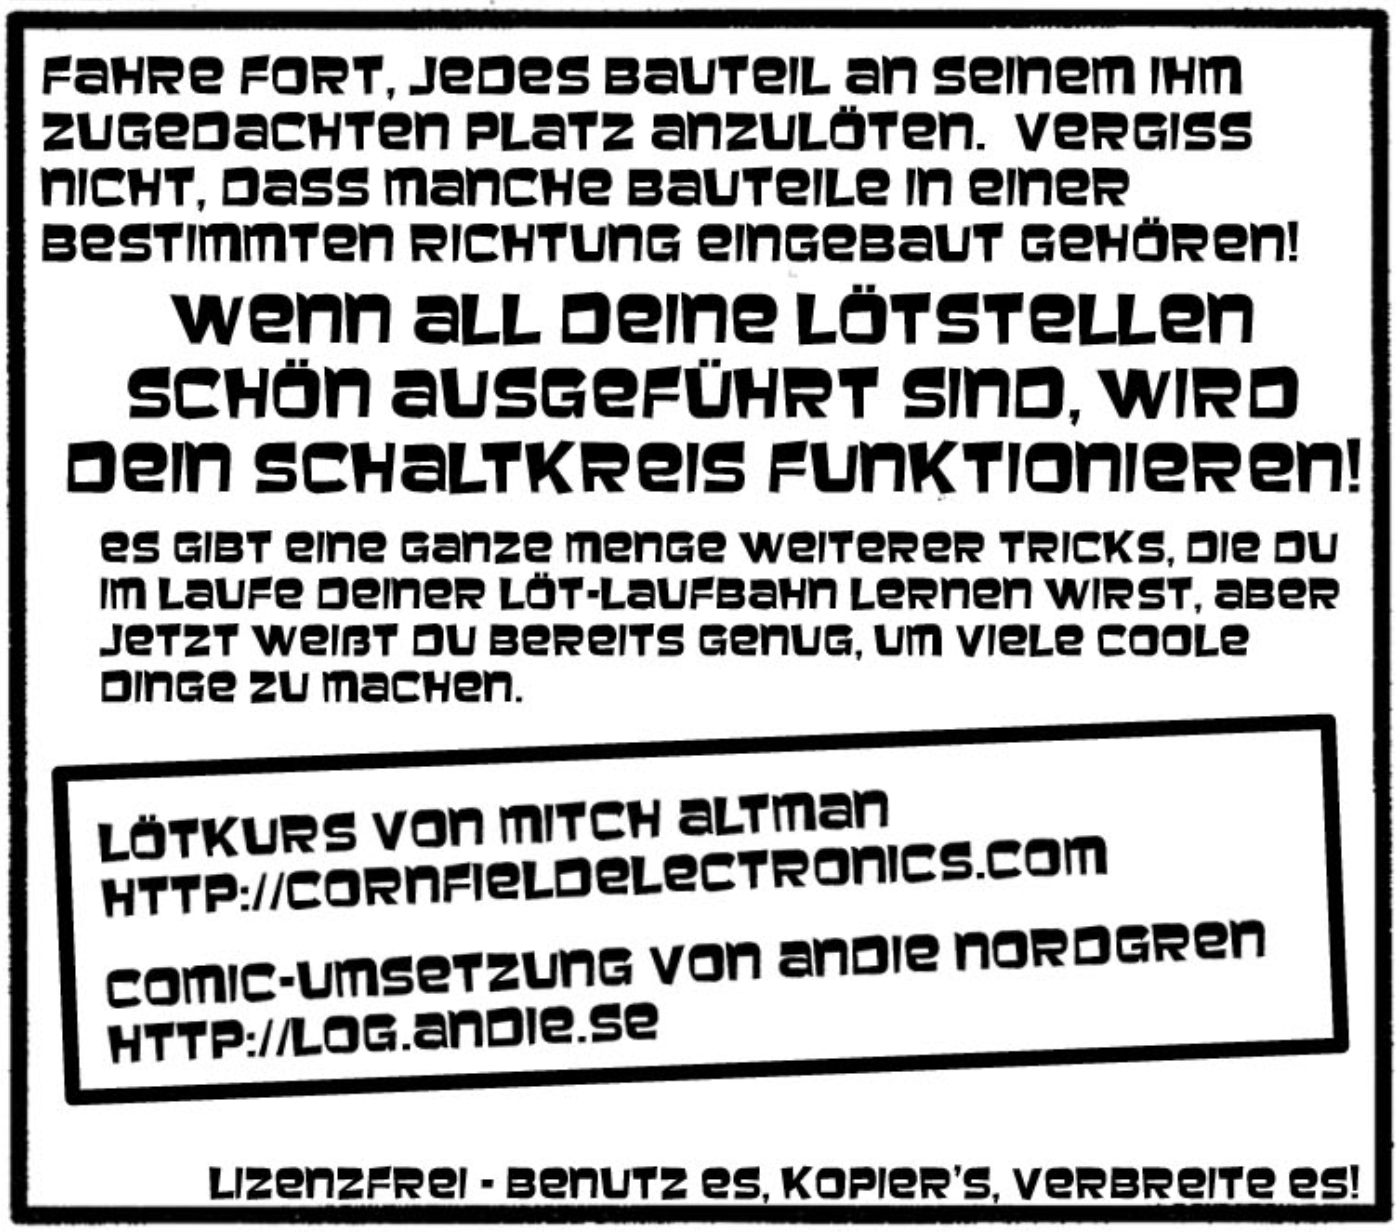 Fahre fort, jedes Bauteil an seinem ihm
zugedachten Platz anzulöten. Vergiss
nicht, dass manche Bauteile in einer
bestimmten Richtung eingebaut gehören!
Wenn all deine Lötstellen
schön ausgeführt sind, wird
dein Schaltkreis funktionieren!
Es gibt eine ganze Menge weiterer Tricks, die du
im Laufe deiner Löt-Laufbahn lernen wirst, aber
jetzt weißt du bereits genug, um viele coole
Dinge zu machen.
Lötkurs von Mitch Altman
http://cornfieldelectronics.com
Comic-Umsetzung von Andie Nordgren
http://log.andie.se
Lizenzfrei - Benutz es, kopier's, verbreite es!